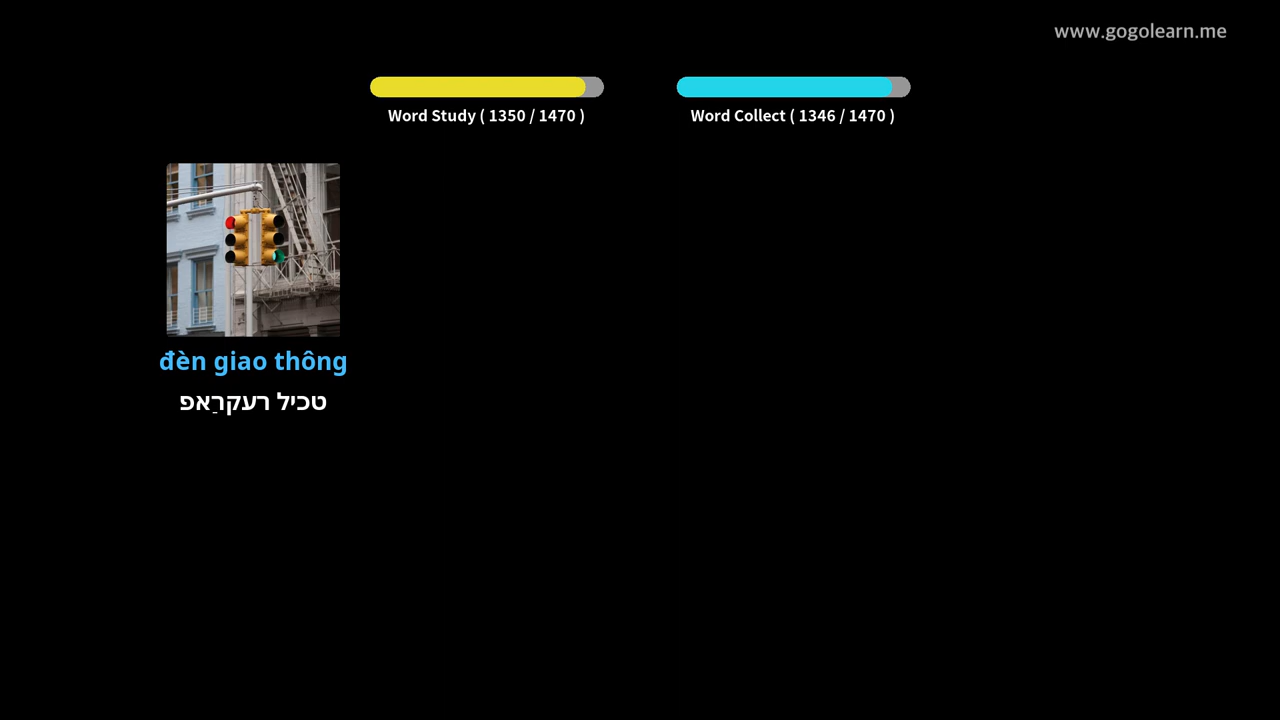 www.gogolearn.me
Word Study ( 1350 / 1470 )
Word Collect ( 1346 / 1470 )
đèn giao thông
טכיל רעקרַאפ